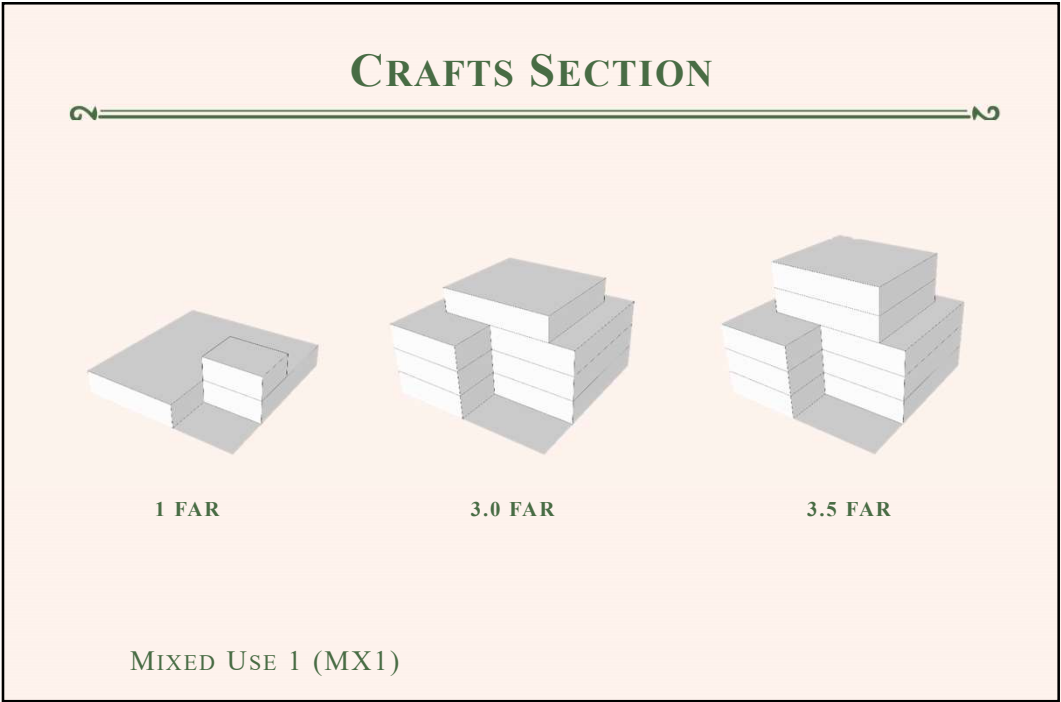 CRAFTS SECTION
1 FAR
3.0 FAR
3.5 FAR
MIXED USE 1 (MX1)